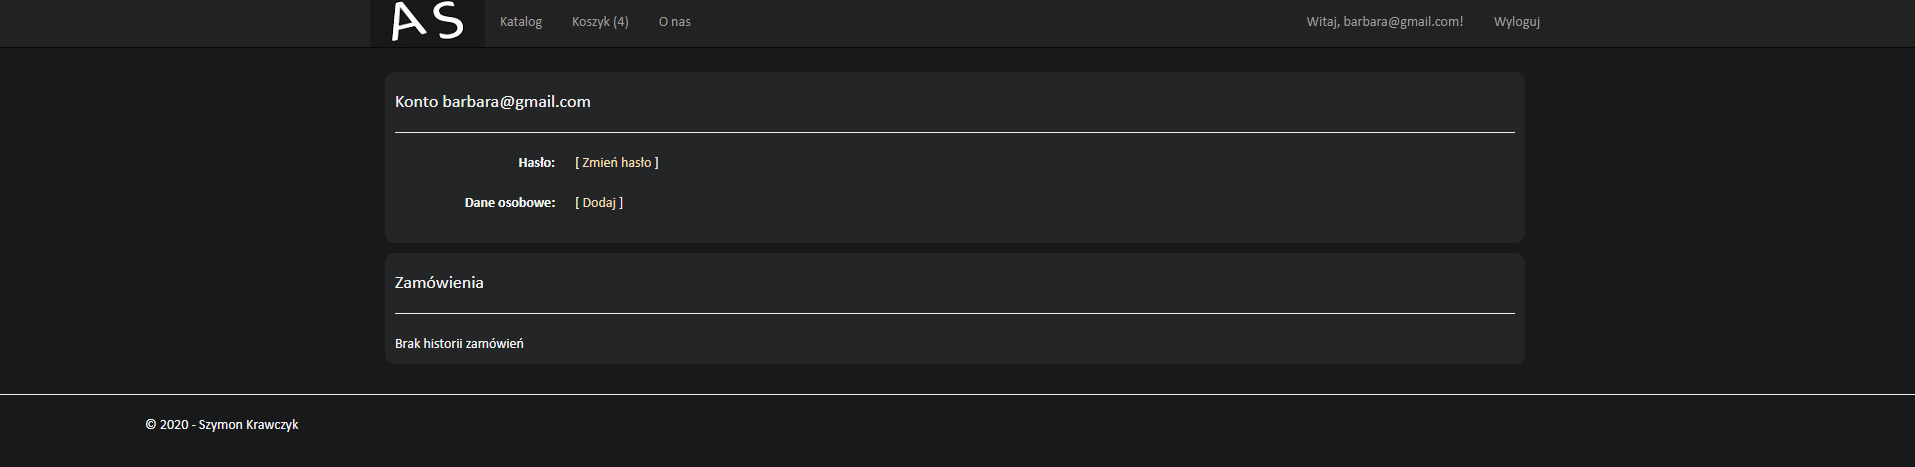 AS Katalog Koszyk (4) O nas Witaj, barbara@gmail.com! Wyloguj
Konto barbara@gmail.com
Hasło: [ Zmień hasło ]
Dane osobowe: [ Dodaj ]
Zamówienia
Brak historii zamówień
© 2020 - Szymon Krawczyk